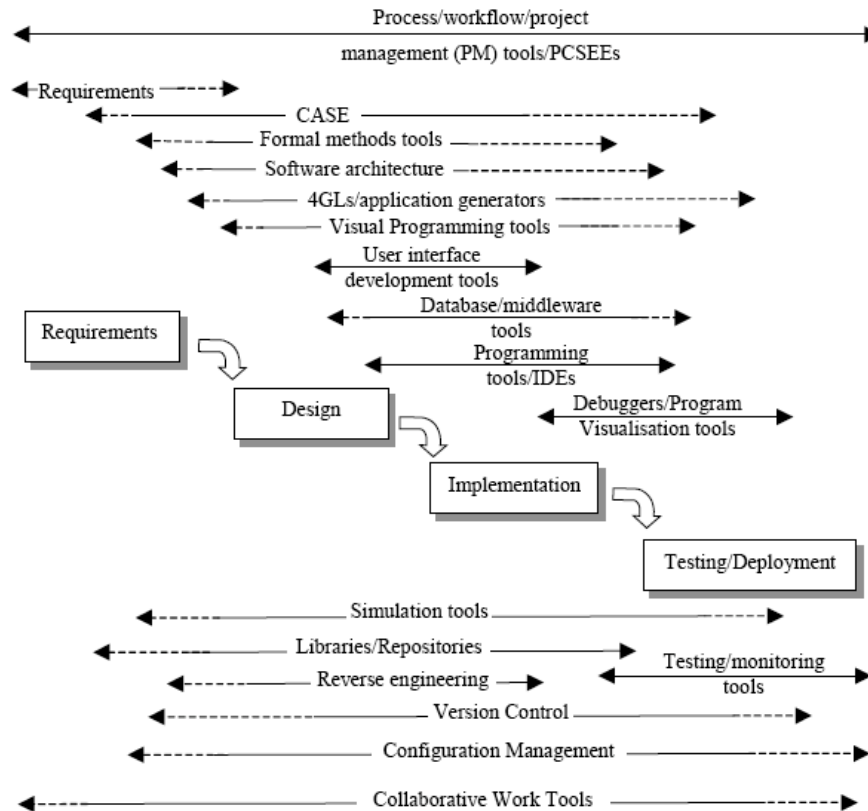 Process/workflow/project
management (PM) tools/PCSEEs
Requirements
CASE
Formal methods tools
Software architecture
4GLs/application generators
Visual Programming tools
User interface
development tools
Database/middleware
tools
Requirements
Programming
tools/IDEs
Design
Debuggers/Program
Visualisation tools
Implementation
Testing/Deployment
Simulation tools
Libraries/Repositories
Testing/monitoring
tools
Reverse engineering
Version Control
Configuration Management
Collaborative Work Tools